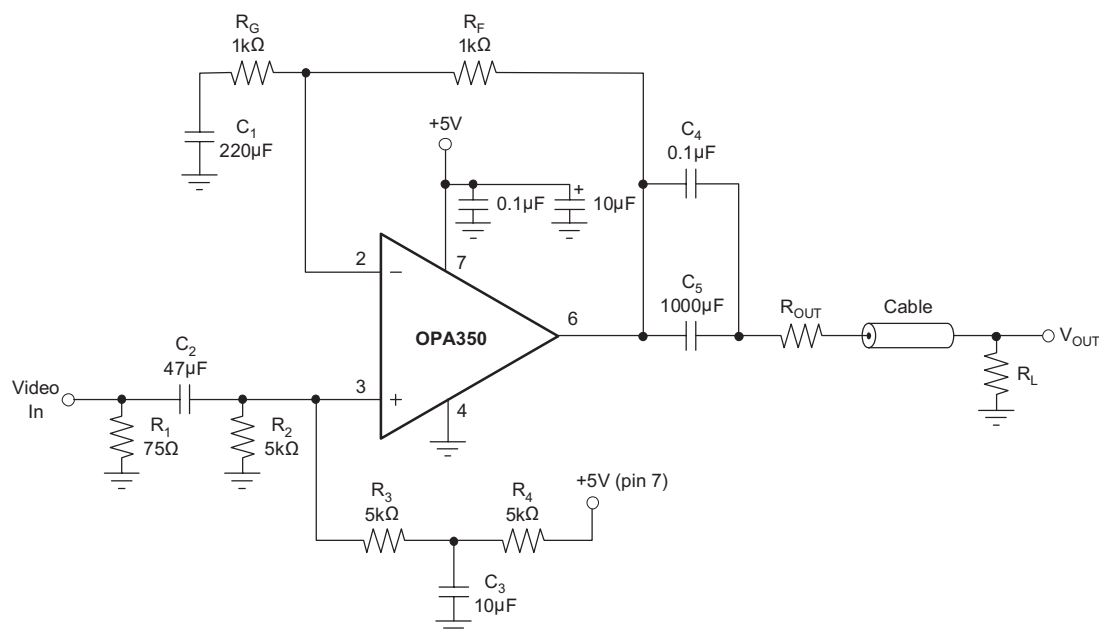 R_G
1kΩ
R_F
1kΩ
C_1
220µF
+5V
C_4
0.1µF
0.1µF
+
10µF
2
−
7
C_5
1000µF
OPA350
6
R_OUT
Cable
V_OUT
R_L
C_2
47µF
3
+
4
Video
In
R_1
75Ω
R_2
5kΩ
R_3
5kΩ
R_4
5kΩ
+5V (pin 7)
C_3
10µF